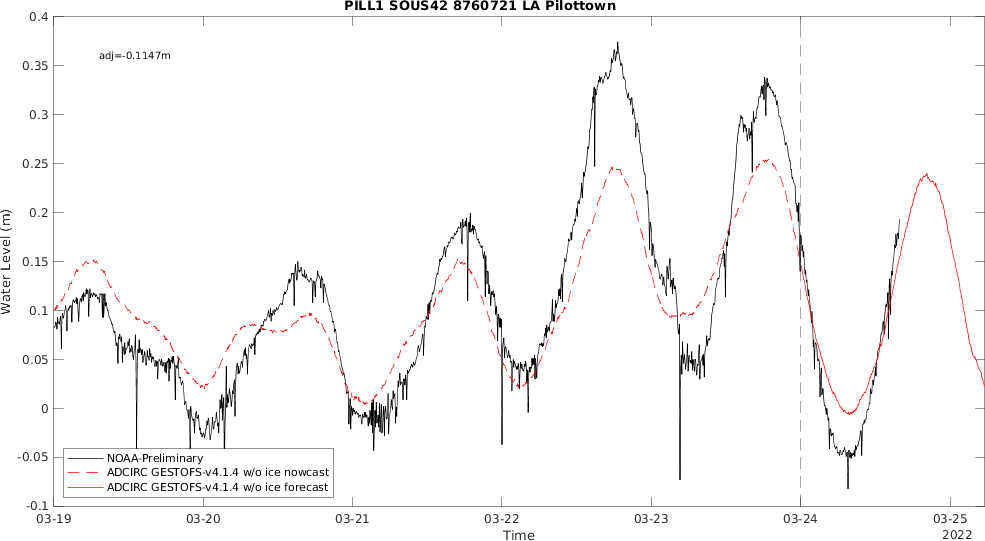 PILL1 SOUS42 8760721 LA Pilottown
adj=-0.1147m
Water Level (m)
0.4
0.35
0.3
0.25
0.2
0.15
0.1
0.05
0
-0.05
-0.1
NOAA-Preliminary
ADCIRC GESTOFS-v4.1.4 w/o ice nowcast
ADCIRC GESTOFS-v4.1.4 w/o ice forecast
03-19 03-20 03-21 03-22 03-23 03-24 03-25
Time
2022